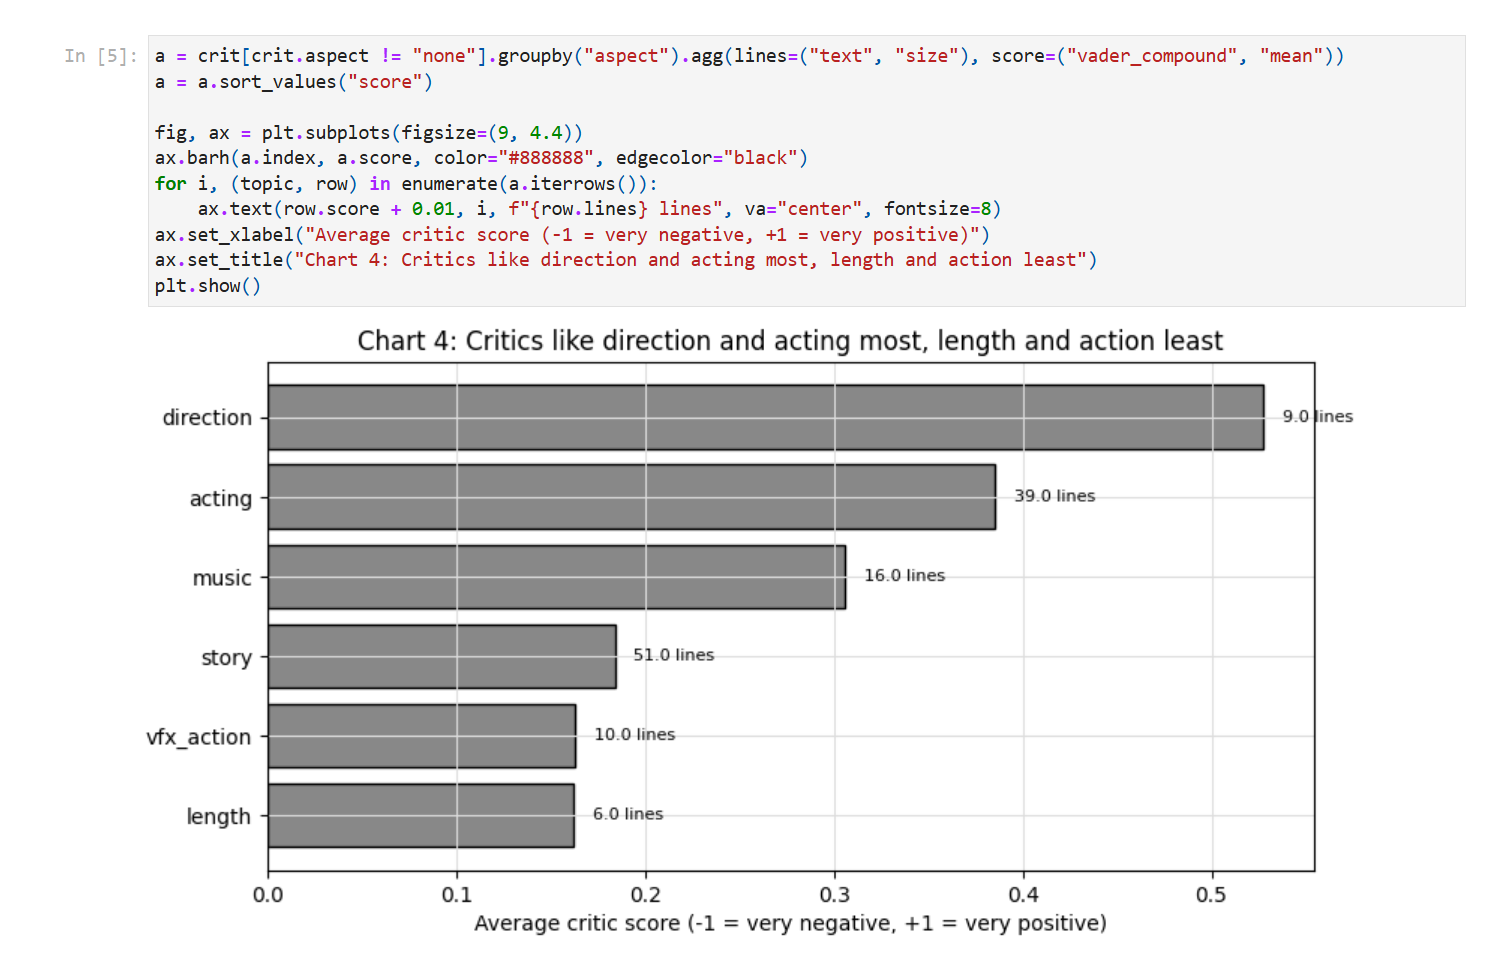 In [5]:
a = crit[crit.aspect != "none"].groupby("aspect").agg(lines=("text", "size"), score=("vader_compound", "mean"))
a = a.sort_values("score")

fig, ax = plt.subplots(figsize=(9, 4.4))
ax.barh(a.index, a.score, color="#888888", edgecolor="black")
for i, (topic, row) in enumerate(a.iterrows()):
    ax.text(row.score + 0.01, i, f"{row.lines} lines", va="center", fontsize=8)
ax.set_xlabel("Average critic score (-1 = very negative, +1 = very positive)")
ax.set_title("Chart 4: Critics like direction and acting most, length and action least")
plt.show()
Chart 4: Critics like direction and acting most, length and action least
direction 9.0 lines
acting 39.0 lines
music 16.0 lines
story 51.0 lines
vfx_action 10.0 lines
length 6.0 lines
0.0 0.1 0.2 0.3 0.4 0.5
Average critic score (-1 = very negative, +1 = very positive)